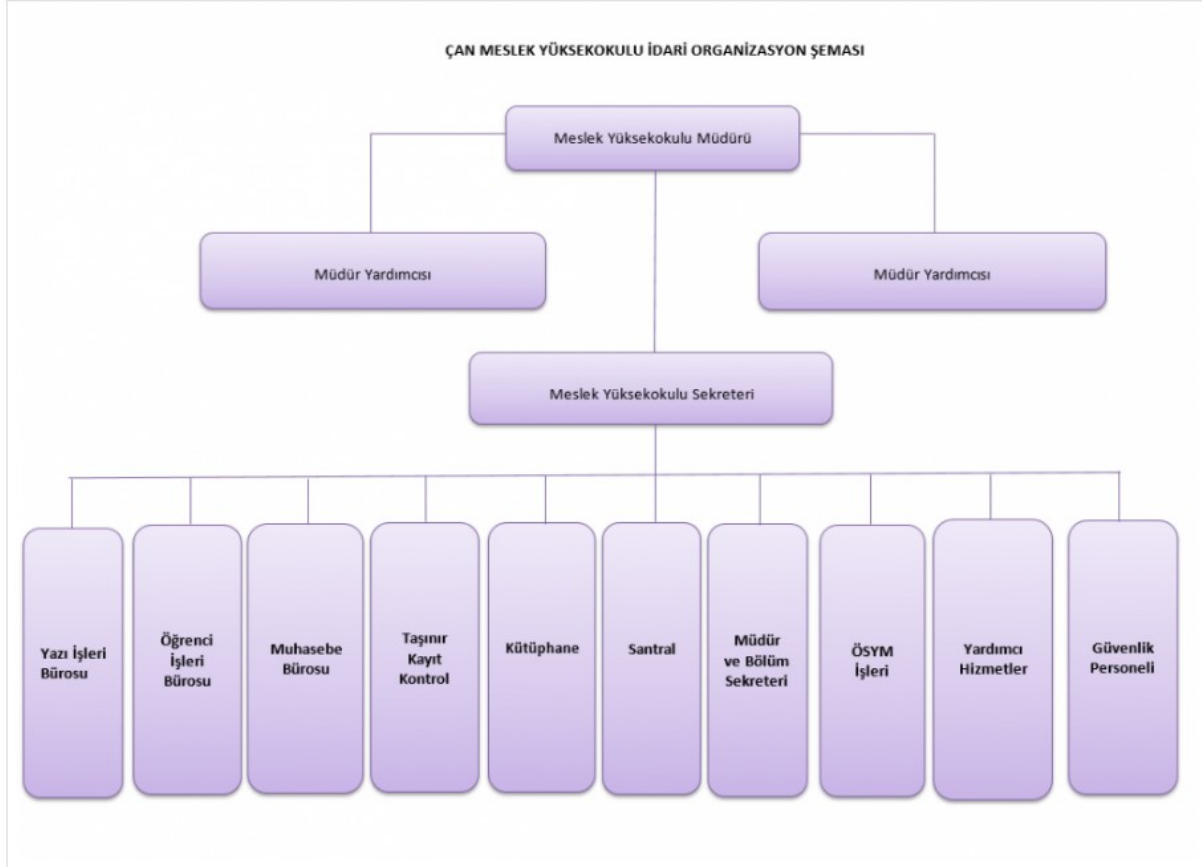 ÇAN MESLEK YÜKSEKOKULU İDARİ ORGANİZASYON ŞEMASI
Meslek Yüksekokulu Müdürü
Müdür Yardımcısı
Müdür Yardımcısı
Meslek Yüksekokulu Sekreteri
Yazı İşleri
Bürosu
Öğrenci
İşleri
Bürosu
Muhasebe
Bürosu
Taşınır
Kayıt
Kontrol
Kütüphane
Santral
Müdür
ve Bölüm
Sekreteri
ÖSYM
İşleri
Yardımcı
Hizmetler
Güvenlik
Personeli